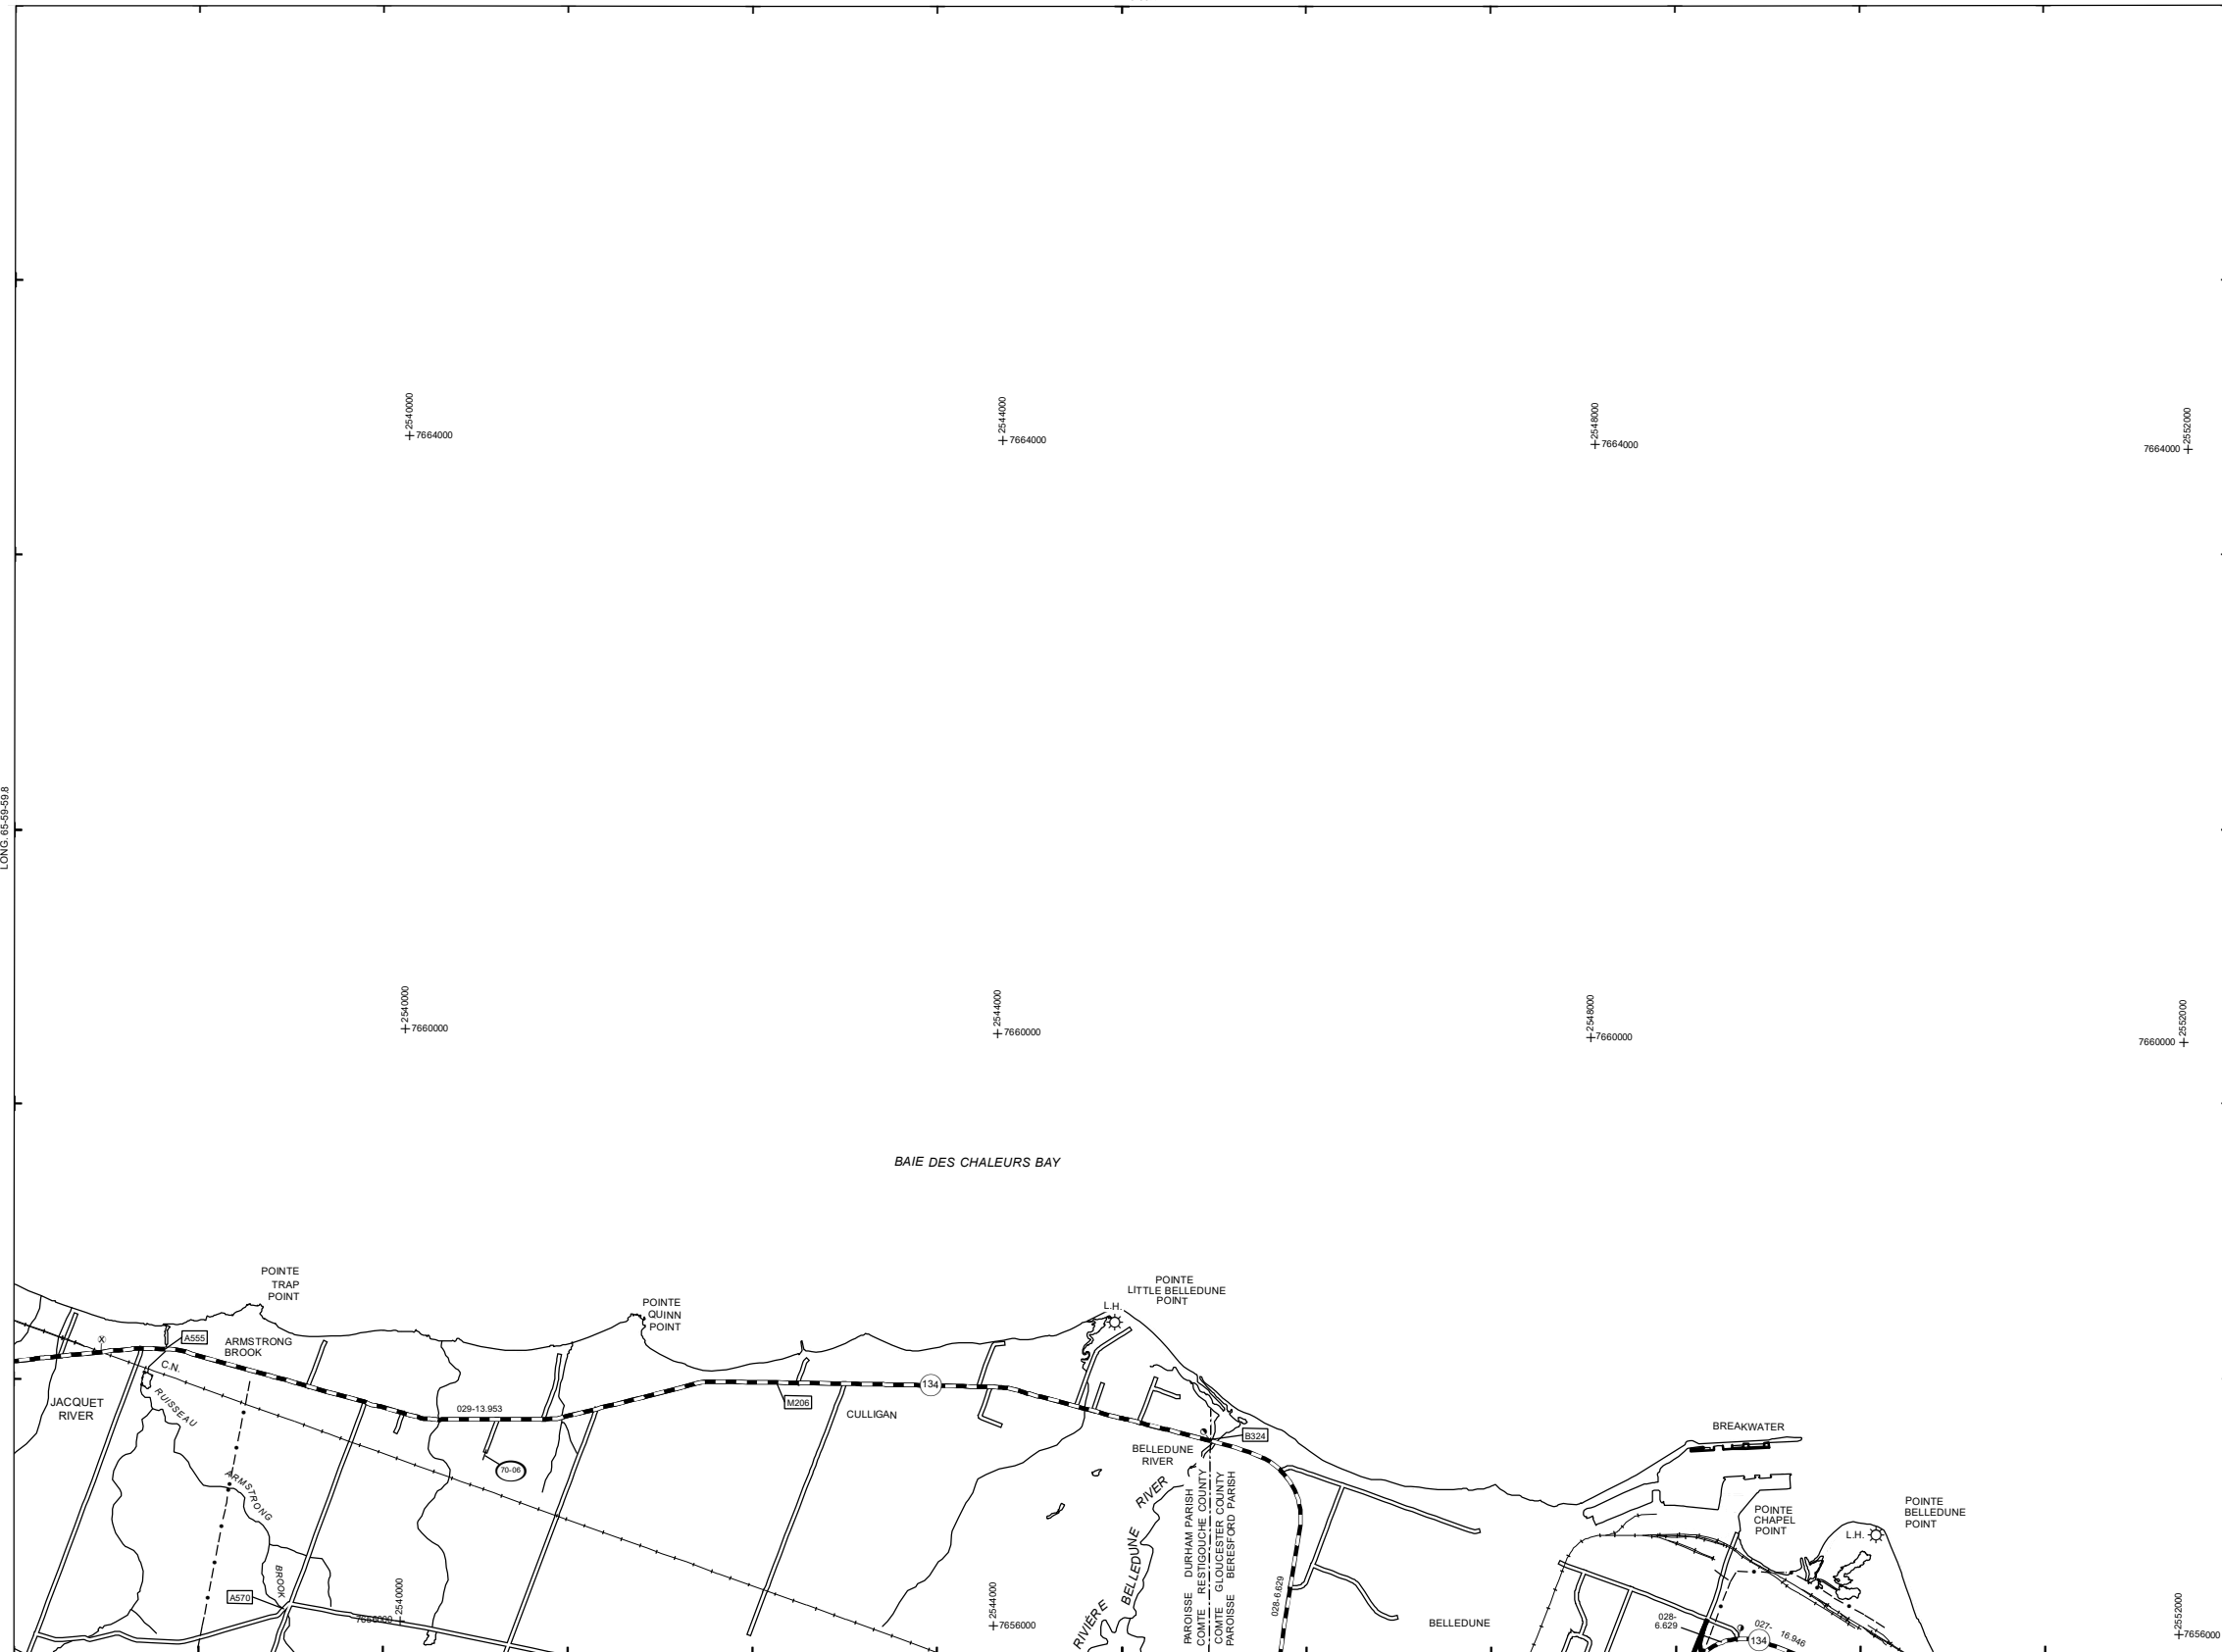 2540000
7664000
2544000
7664000
2548000
7664000
2552000
7664000
LONG. 65-59-59.8
2540000
7660000
2544000
7660000
2548000
7660000
2552000
7660000
BAIE DES CHALEURS BAY
POINTE
TRAP
POINT
POINTE
QUINN
POINT
POINTE
LITTLE BELLEDUNE
POINT
L.H.
X
A555
ARMSTRONG
BROOK
C.N.
JACQUET
RIVER
RUISSEAU
ARMSTRONG
BROOK
A570
029-13.953
70-06
M206
CULLIGAN
134
B324
BELLEDUNE
RIVER
RIVIÈRE
BELLEDUNE
RIVER
PAROISSE DURHAM PARISH
COMTE RESTIGOUCHE COUNTY
COMTE GLOUCESTER COUNTY
PAROISSE BERESFORD PARISH
028-6.629
BREAKWATER
POINTE
CHAPEL
POINT
POINTE
BELLEDUNE
POINT
L.H.
BELLEDUNE
028-
6.629
027-
16.946
134
2540000
7656000
2544000
7656000
2552000
7656000